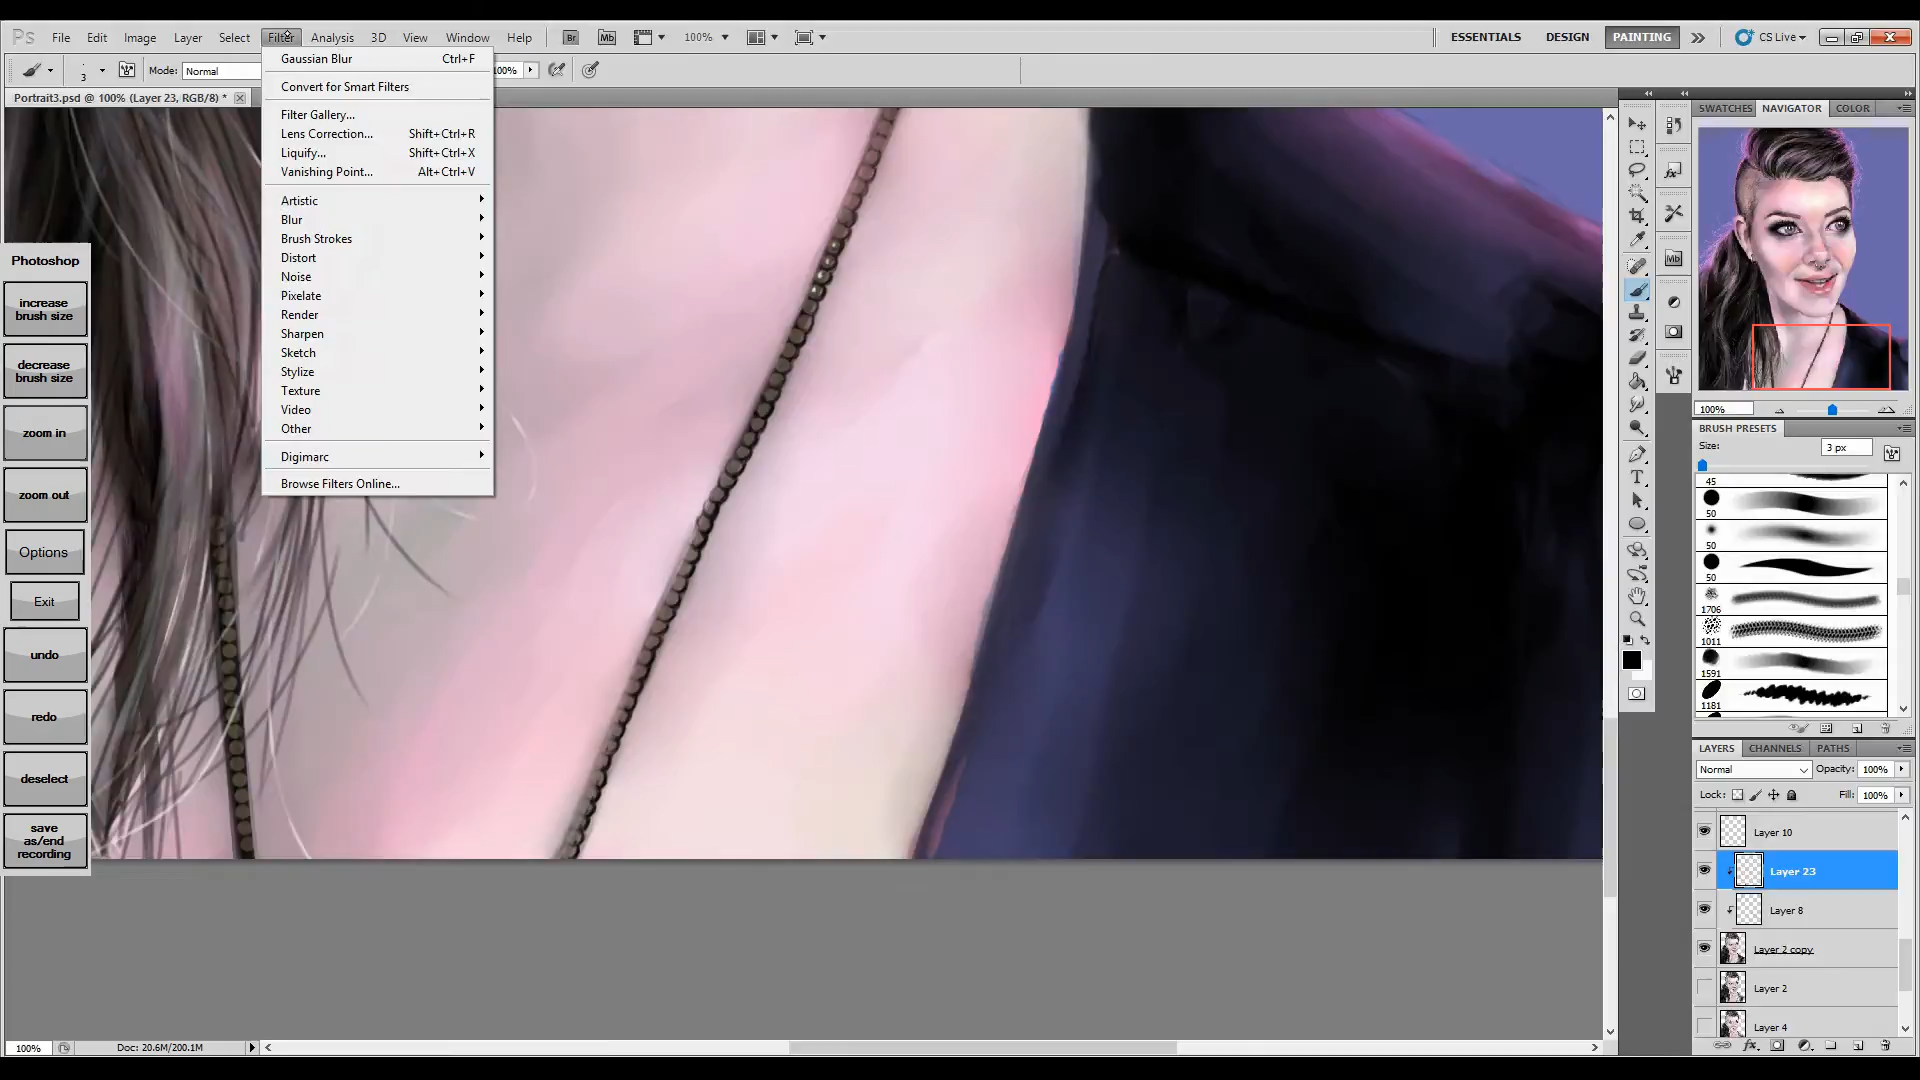 Ps File Edit Image Layer Select Filter Analysis 3D View Window Help Br Mb 100% ESSENTIALS DESIGN PAINTING CS Live
3 Mode: Normal 100%
Portrait3.psd @ 100% (Layer 23, RGB/8) *
Gaussian Blur Ctrl+F
Convert for Smart Filters
Filter Gallery...
Lens Correction... Shift+Ctrl+R
Liquify... Shift+Ctrl+X
Vanishing Point... Alt+Ctrl+V
Artistic
Blur
Brush Strokes
Distort
Noise
Pixelate
Render
Sharpen
Sketch
Stylize
Texture
Video
Other
Digimarc
Browse Filters Online...
Photoshop
increase
brush size
decrease
brush size
zoom in
zoom out
Options
Exit
undo
redo
deselect
save
as/end
recording
SWATCHES NAVIGATOR COLOR
Mb
100%
BRUSH PRESETS
Size: 3 px
45
50
50
50
1706
1011
1591
1181
LAYERS CHANNELS PATHS
Normal Opacity: 100%
Lock: Fill: 100%
Layer 10
Layer 23
Layer 8
Layer 2 copy
Layer 2
Layer 4
100% Doc: 20.6M/200.1M